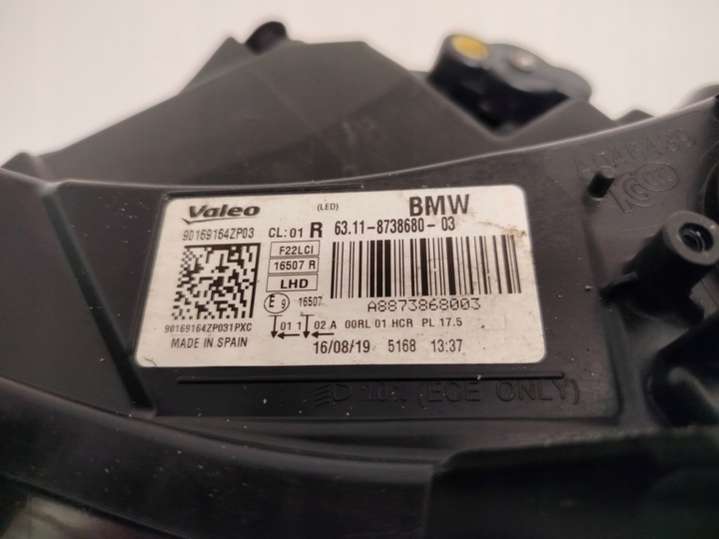 Valeo
(LED)
BMW
90169164ZP03
CL:01 R 63.11-8738680-03
F22LCI
16507 R
LHD
E9 16507
A8873868003
01 1 02 A 00RL 01 HCR PL 17.5
90169164ZP031PXC
MADE IN SPAIN
16/08/19 5168 13:37
(ECE ONLY)